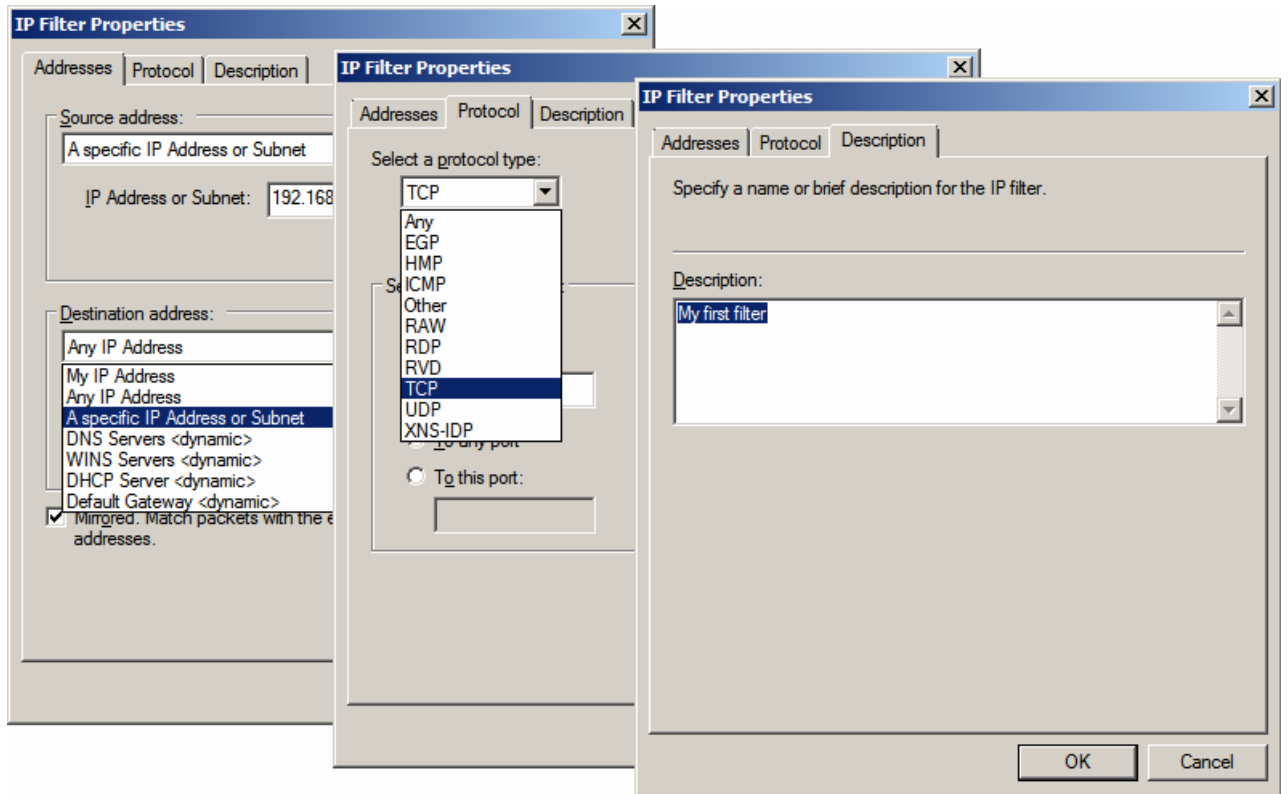 IP Filter Properties
Addresses
Protocol
Description
Source address:
A specific IP Address or Subnet
IP Address or Subnet:
192.168
Destination address:
Any IP Address
My IP Address
Any IP Address
A specific IP Address or Subnet
DNS Servers <dynamic>
WINS Servers <dynamic>
DHCP Server <dynamic>
Default Gateway <dynamic>
Mirrored. Match packets with the e
addresses.
IP Filter Properties
Addresses
Protocol
Description
Select a protocol type:
TCP
Any
EGP
HMP
ICMP
Other
RAW
RDP
RVD
TCP
UDP
XNS-IDP
Se
To any port
To this port:
IP Filter Properties
Addresses
Protocol
Description
Specify a name or brief description for the IP filter.
Description:
My first filter
OK
Cancel